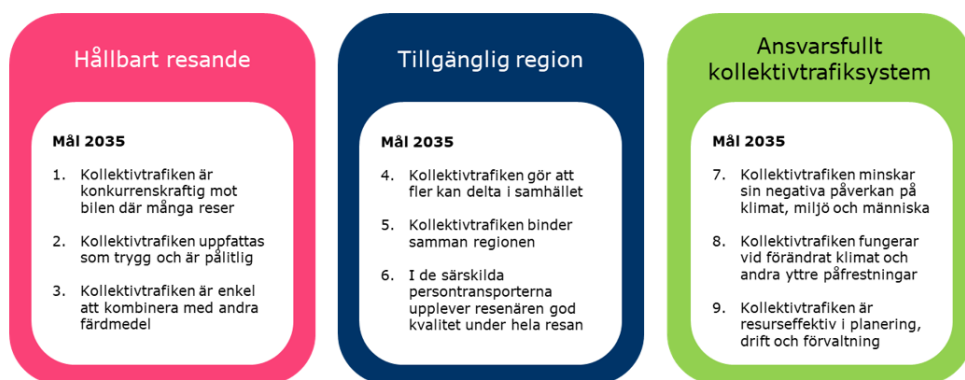 Hållbart resande
Mål 2035
1. Kollektivtrafiken är
konkurrenskraftig mot
bilen där många reser
2. Kollektivtrafiken uppfattas
som trygg och är pålitlig
3. Kollektivtrafiken är enkel
att kombinera med andra
färdmedel
Tillgänglig region
Mål 2035
4. Kollektivtrafiken gör att
fler kan delta i samhället
5. Kollektivtrafiken binder
samman regionen
6. I de särskilda
persontransporterna
upplever resenären god
kvalitet under hela resan
Ansvarsfullt
kollektivtrafiksystem
Mål 2035
7. Kollektivtrafiken minskar
sin negativa påverkan på
klimat, miljö och människa
8. Kollektivtrafiken fungerar
vid förändrat klimat och
andra yttre påfrestningar
9. Kollektivtrafiken är
resurseffektiv i planering,
drift och förvaltning